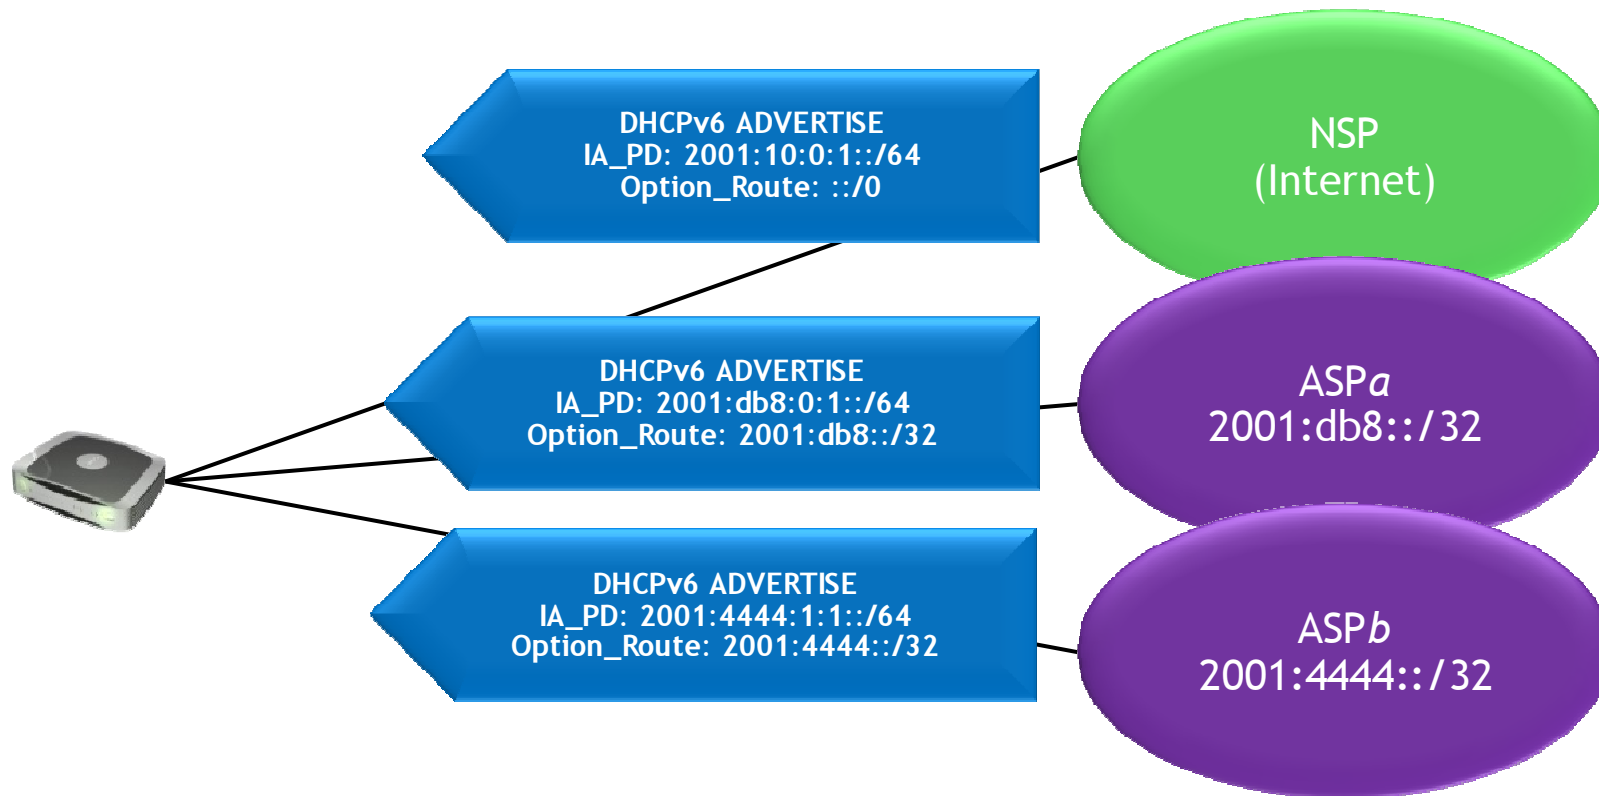 DHCPv6 ADVERTISE
IA_PD: 2001:10:0:1::/64
Option_Route: ::/0
NSP
(Internet)
DHCPv6 ADVERTISE
IA_PD: 2001:db8:0:1::/64
Option_Route: 2001:db8::/32
ASPa
2001:db8::/32
DHCPv6 ADVERTISE
IA_PD: 2001:4444:1:1::/64
Option_Route: 2001:4444::/32
ASPb
2001:4444::/32